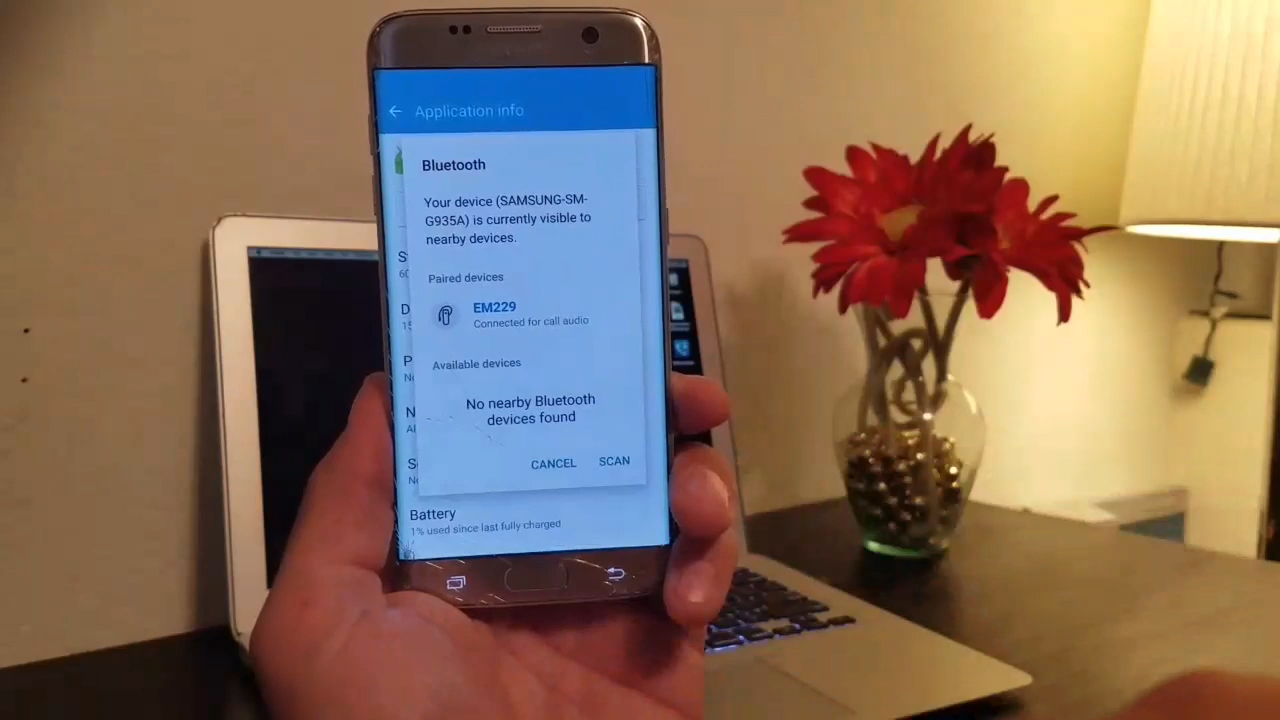 Application info
Bluetooth
Your device (SAMSUNG-SM-
G935A) is currently visible to
nearby devices.
Paired devices
EM229
Connected for call audio
Available devices
No nearby Bluetooth
devices found
CANCEL SCAN
Battery
1% used since last fully charged